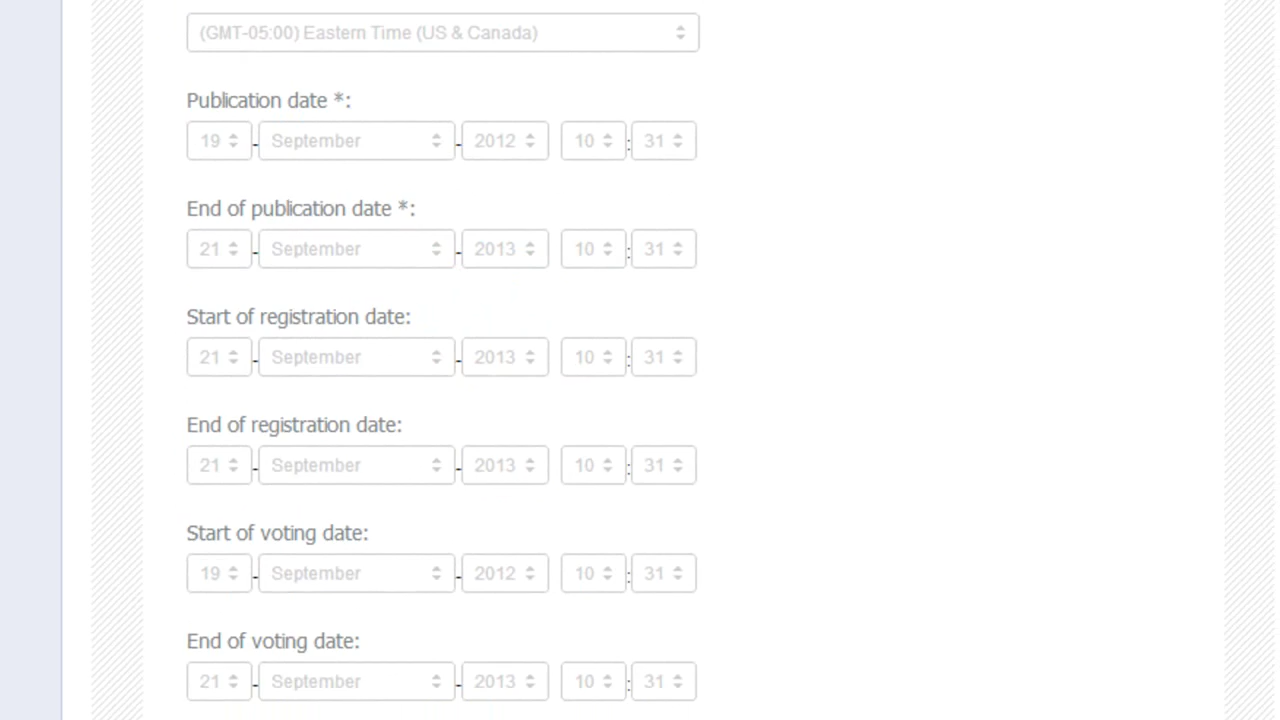 (GMT-05:00) Eastern Time (US & Canada)
Publication date *:
19 - September - 2012 10 : 31
End of publication date *:
21 - September - 2013 10 : 31
Start of registration date:
21 - September - 2013 10 : 31
End of registration date:
21 - September - 2013 10 : 31
Start of voting date:
19 - September - 2012 10 : 31
End of voting date:
21 - September - 2013 10 : 31